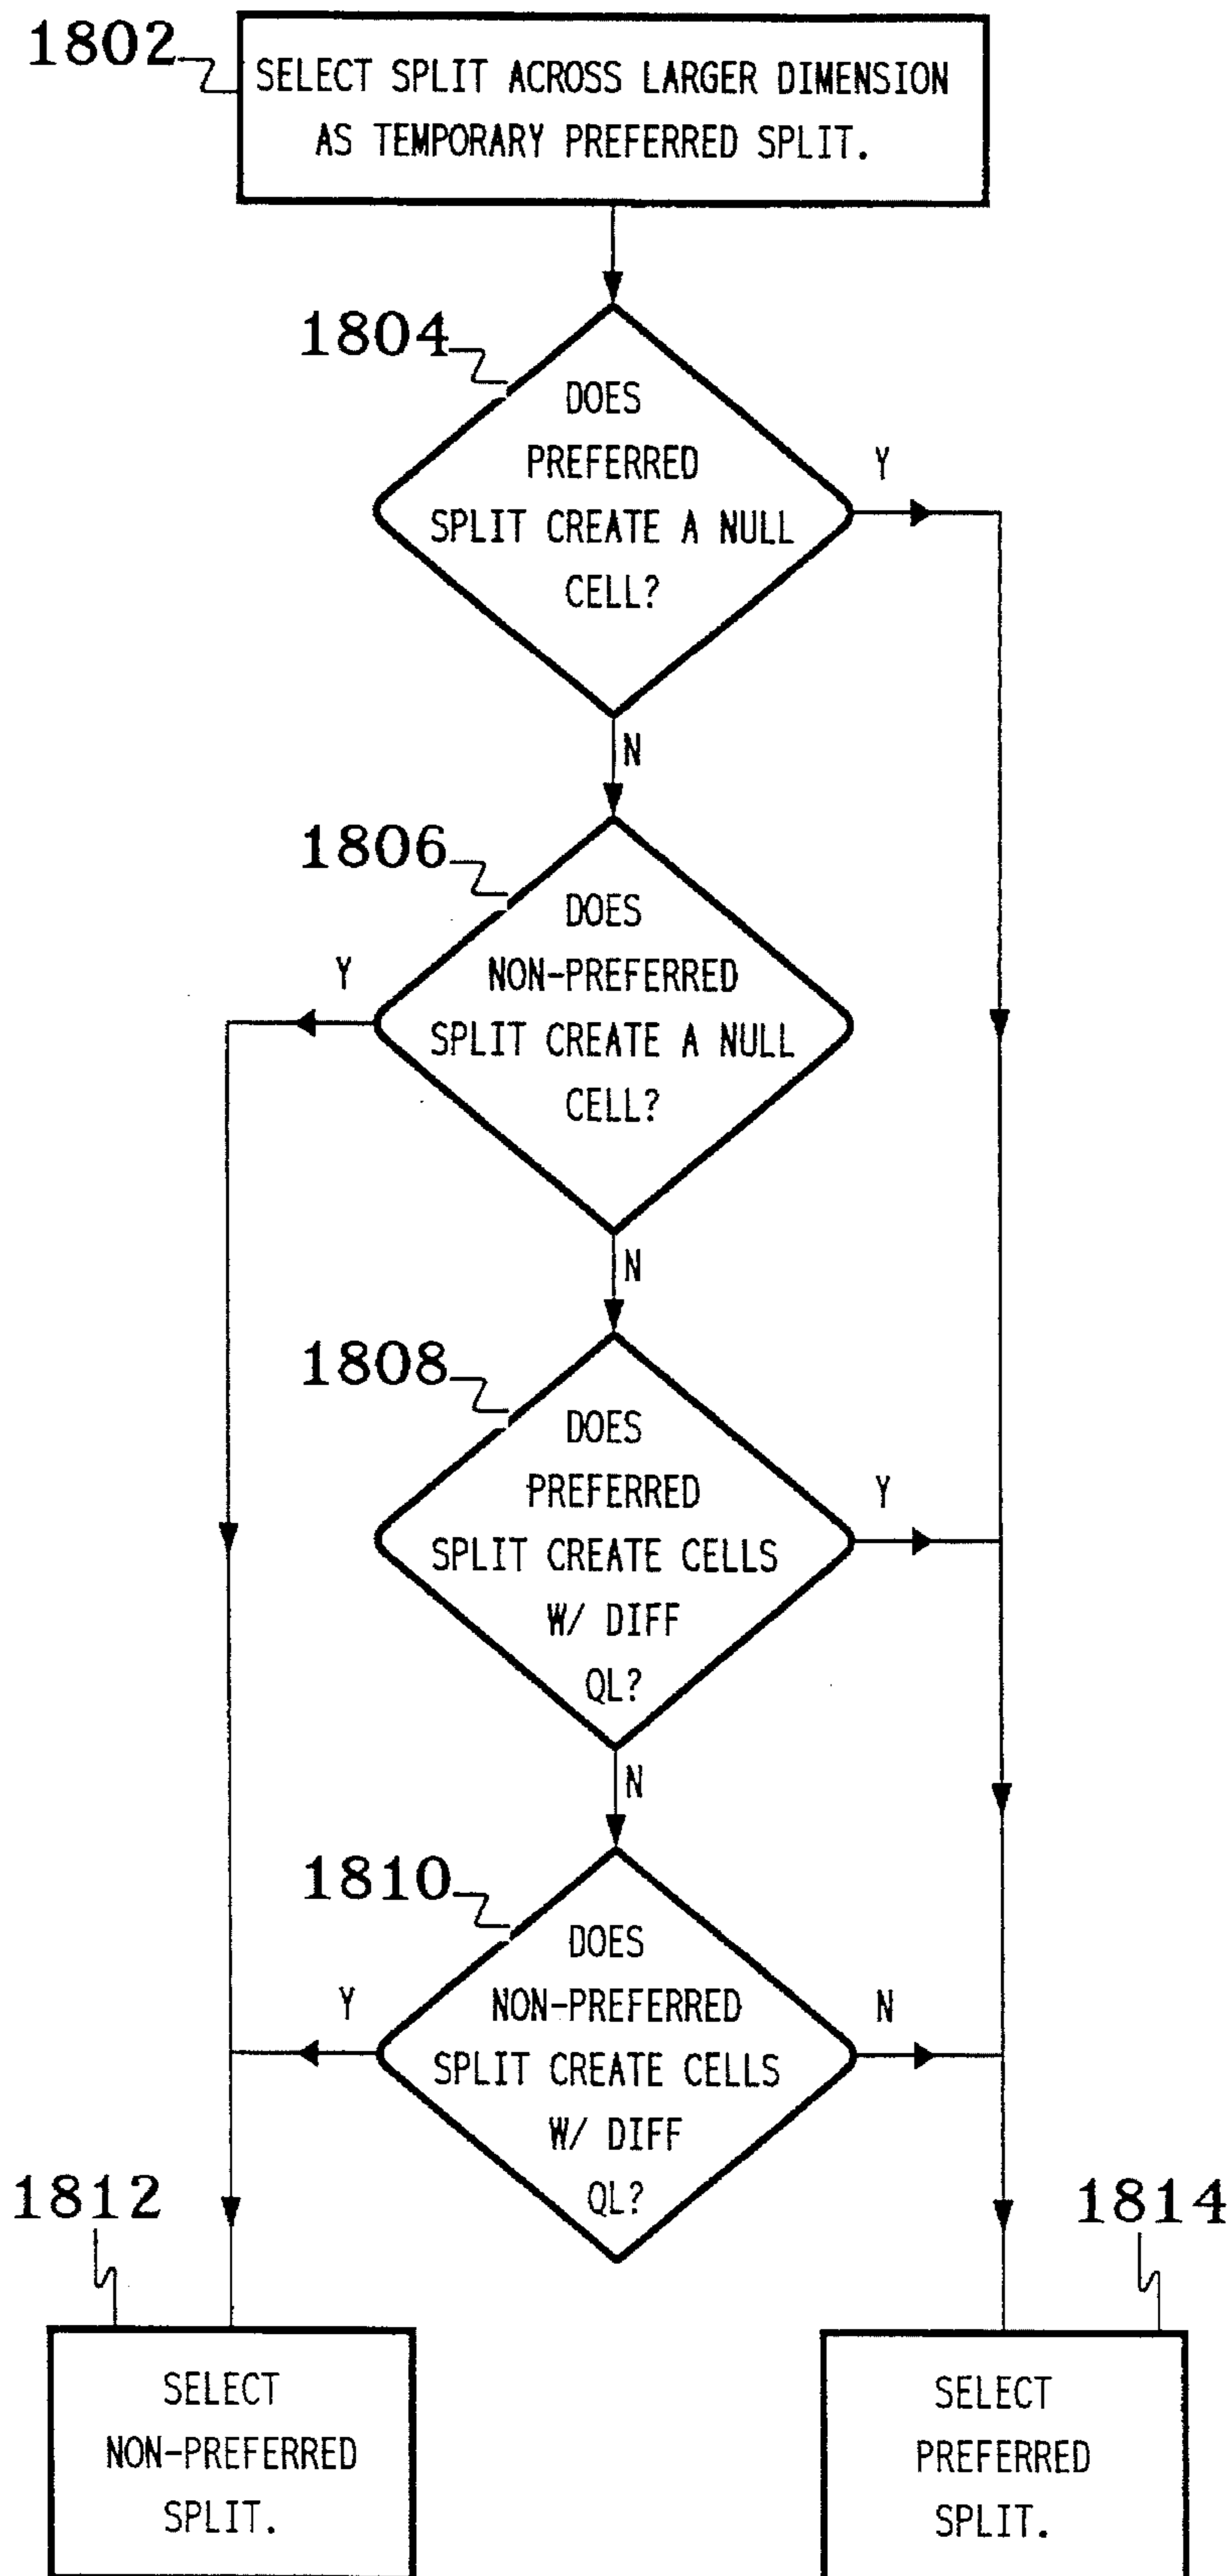 1802
SELECT SPLIT ACROSS LARGER DIMENSION
AS TEMPORARY PREFERRED SPLIT.
1804
DOES
PREFERRED
SPLIT CREATE A NULL
CELL?
Y
N
1806
DOES
NON-PREFERRED
SPLIT CREATE A NULL
CELL?
Y
N
1808
DOES
PREFERRED
SPLIT CREATE CELLS
W/ DIFF
QL?
Y
N
1810
DOES
NON-PREFERRED
SPLIT CREATE CELLS
W/ DIFF
QL?
Y
N
1812
SELECT
NON-PREFERRED
SPLIT.
1814
SELECT
PREFERRED
SPLIT.